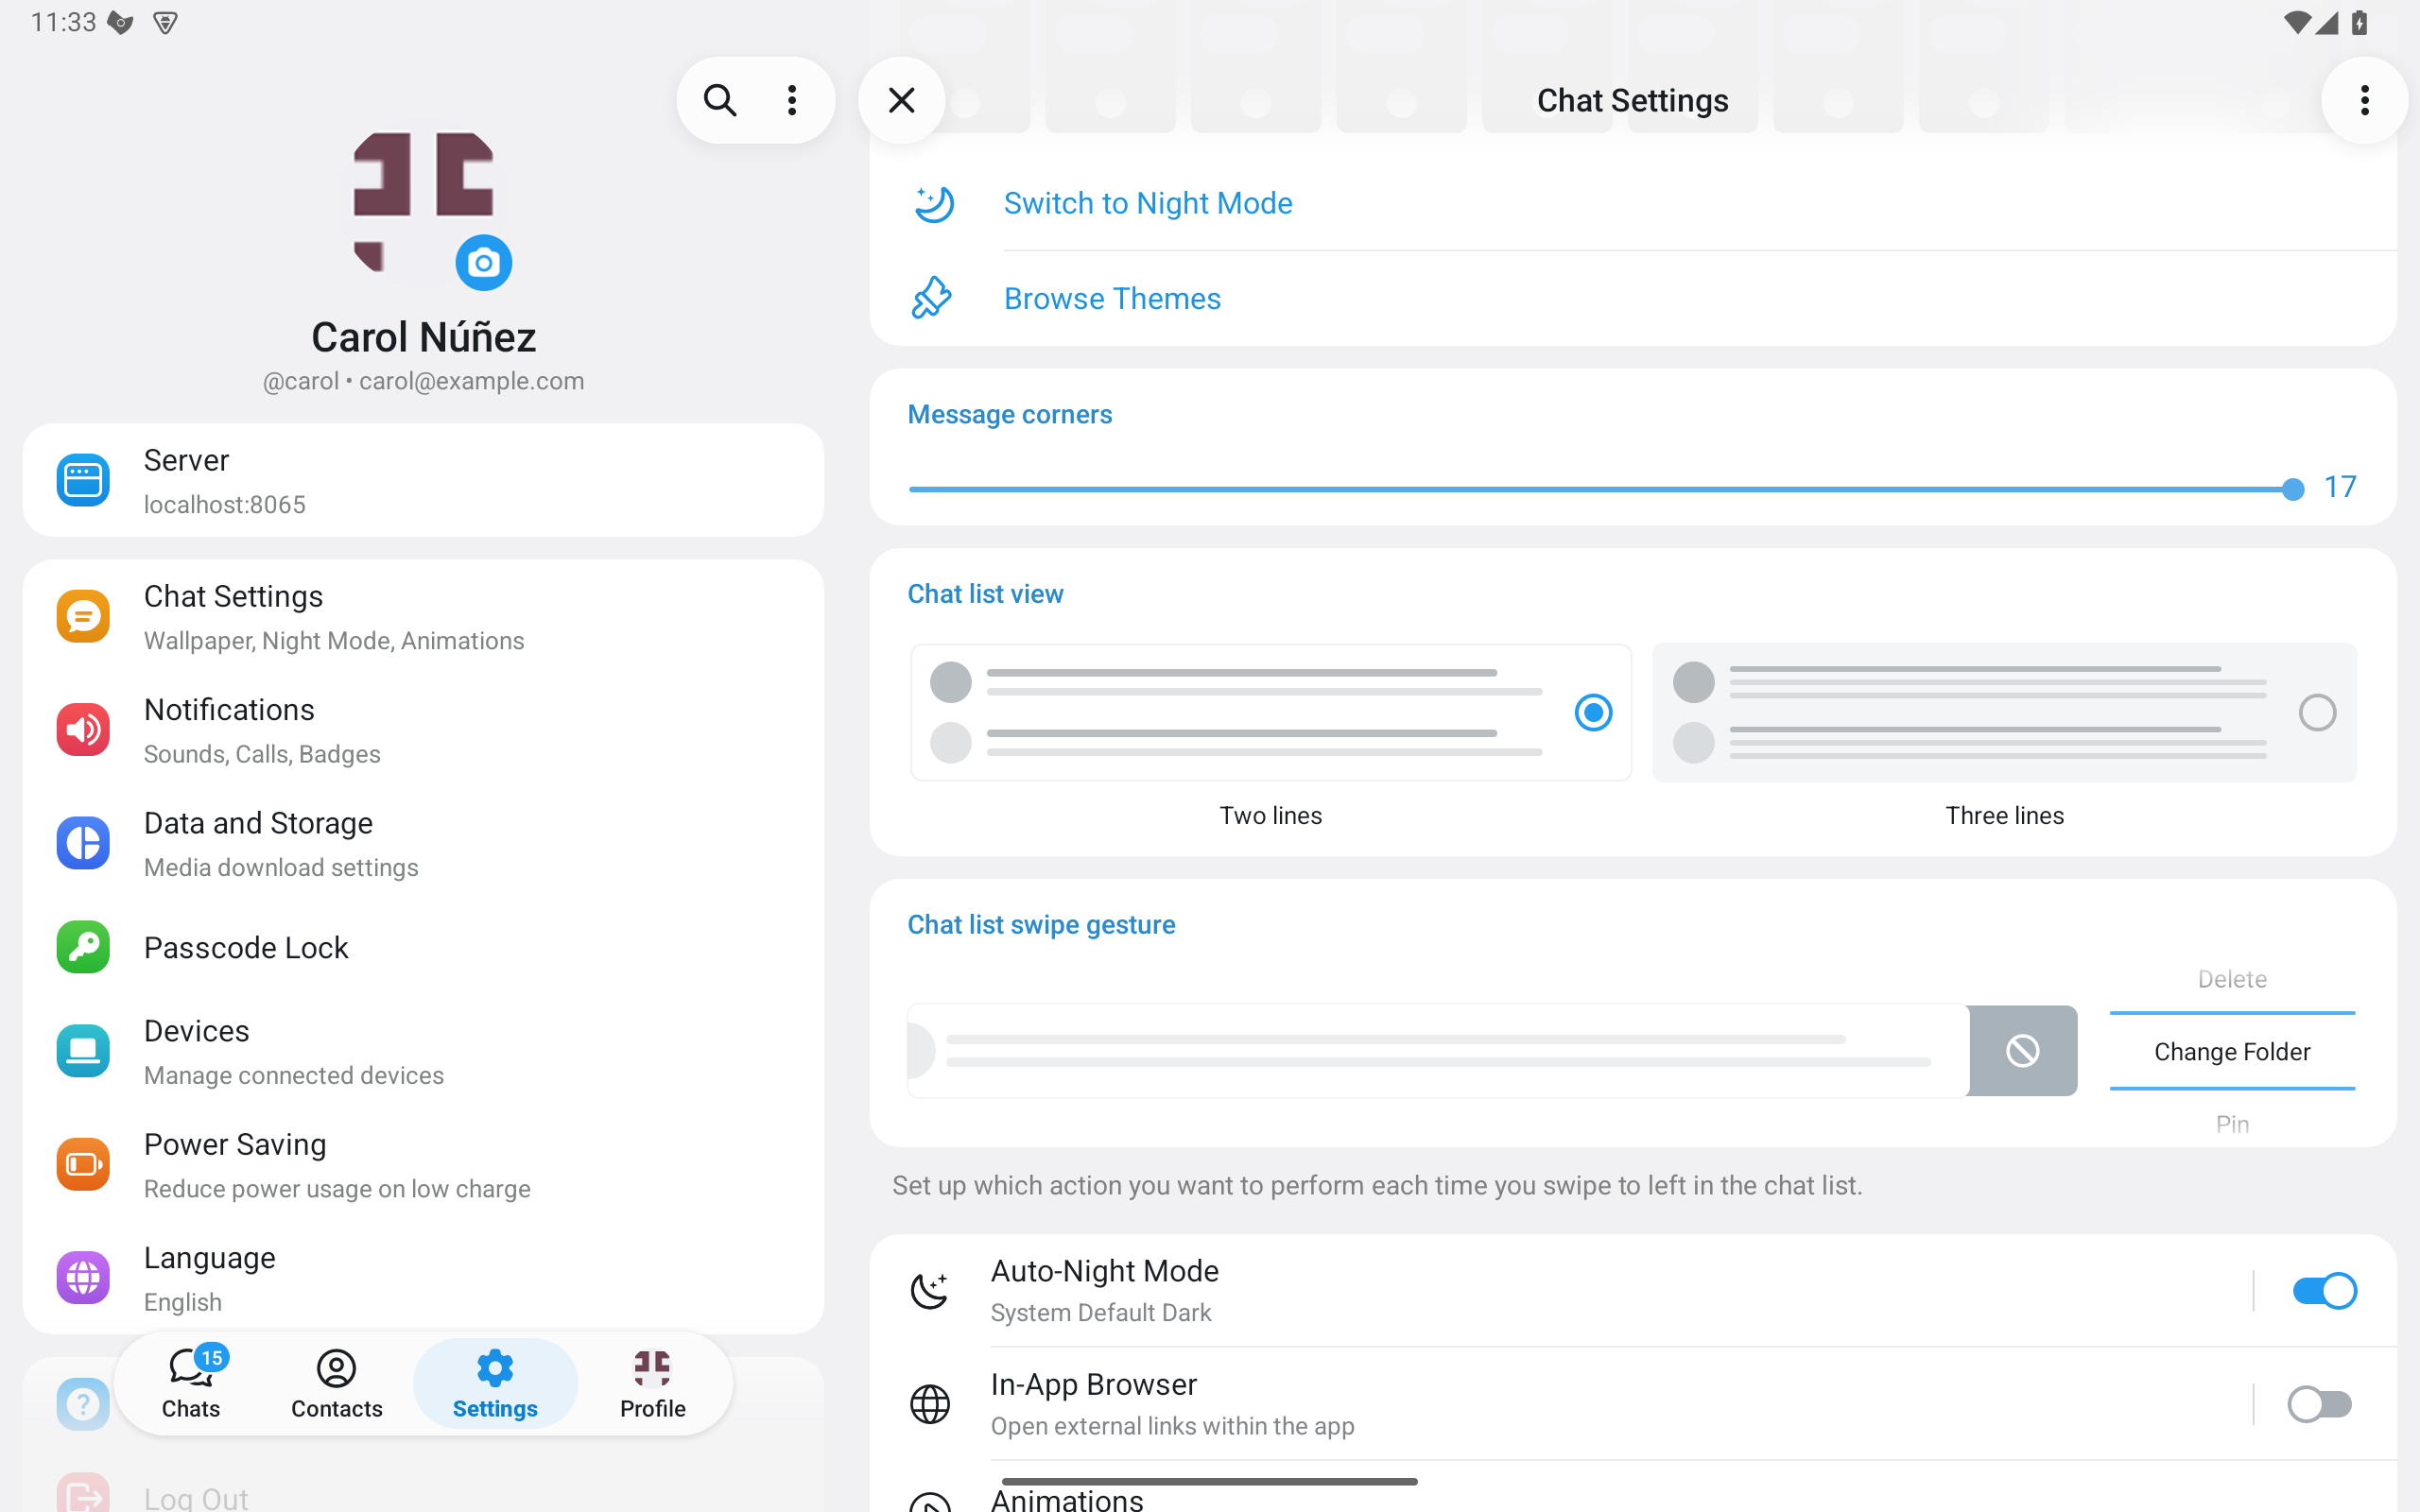 11:33
Carol Núñez
@carol • carol@example.com
Server
localhost:8065
Chat Settings
Wallpaper, Night Mode, Animations
Notifications
Sounds, Calls, Badges
Data and Storage
Media download settings
Passcode Lock
Devices
Manage connected devices
Power Saving
Reduce power usage on low charge
Language
English
15
Chats
Contacts
Settings
Profile
Log Out
Chat Settings
Switch to Night Mode
Browse Themes
Message corners
17
Chat list view
Two lines
Three lines
Chat list swipe gesture
Delete
Change Folder
Pin
Set up which action you want to perform each time you swipe to left in the chat list.
Auto-Night Mode
System Default Dark
In-App Browser
Open external links within the app
Animations